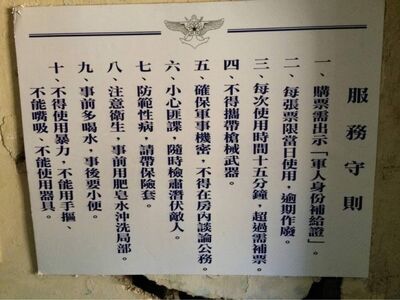 服務守則
一、購票需出示「軍人身份補給證」。
二、每張票限當日使用，逾期作廢。
三、每次使用時間十五分鐘，超過需補票。
四、不得攜帶槍械武器。
五、確保軍事機密，不得在房內談論公務。
六、小心匪諜，隨時檢肅潛伏敵人。
七、防範性病，請帶保險套。
八、注意衛生，事前用肥皂水沖洗局部。
九、事前多喝水，事後要小便。
十、不得使用暴力，不能用手摳、
不能嘴吸、不能使用器具。